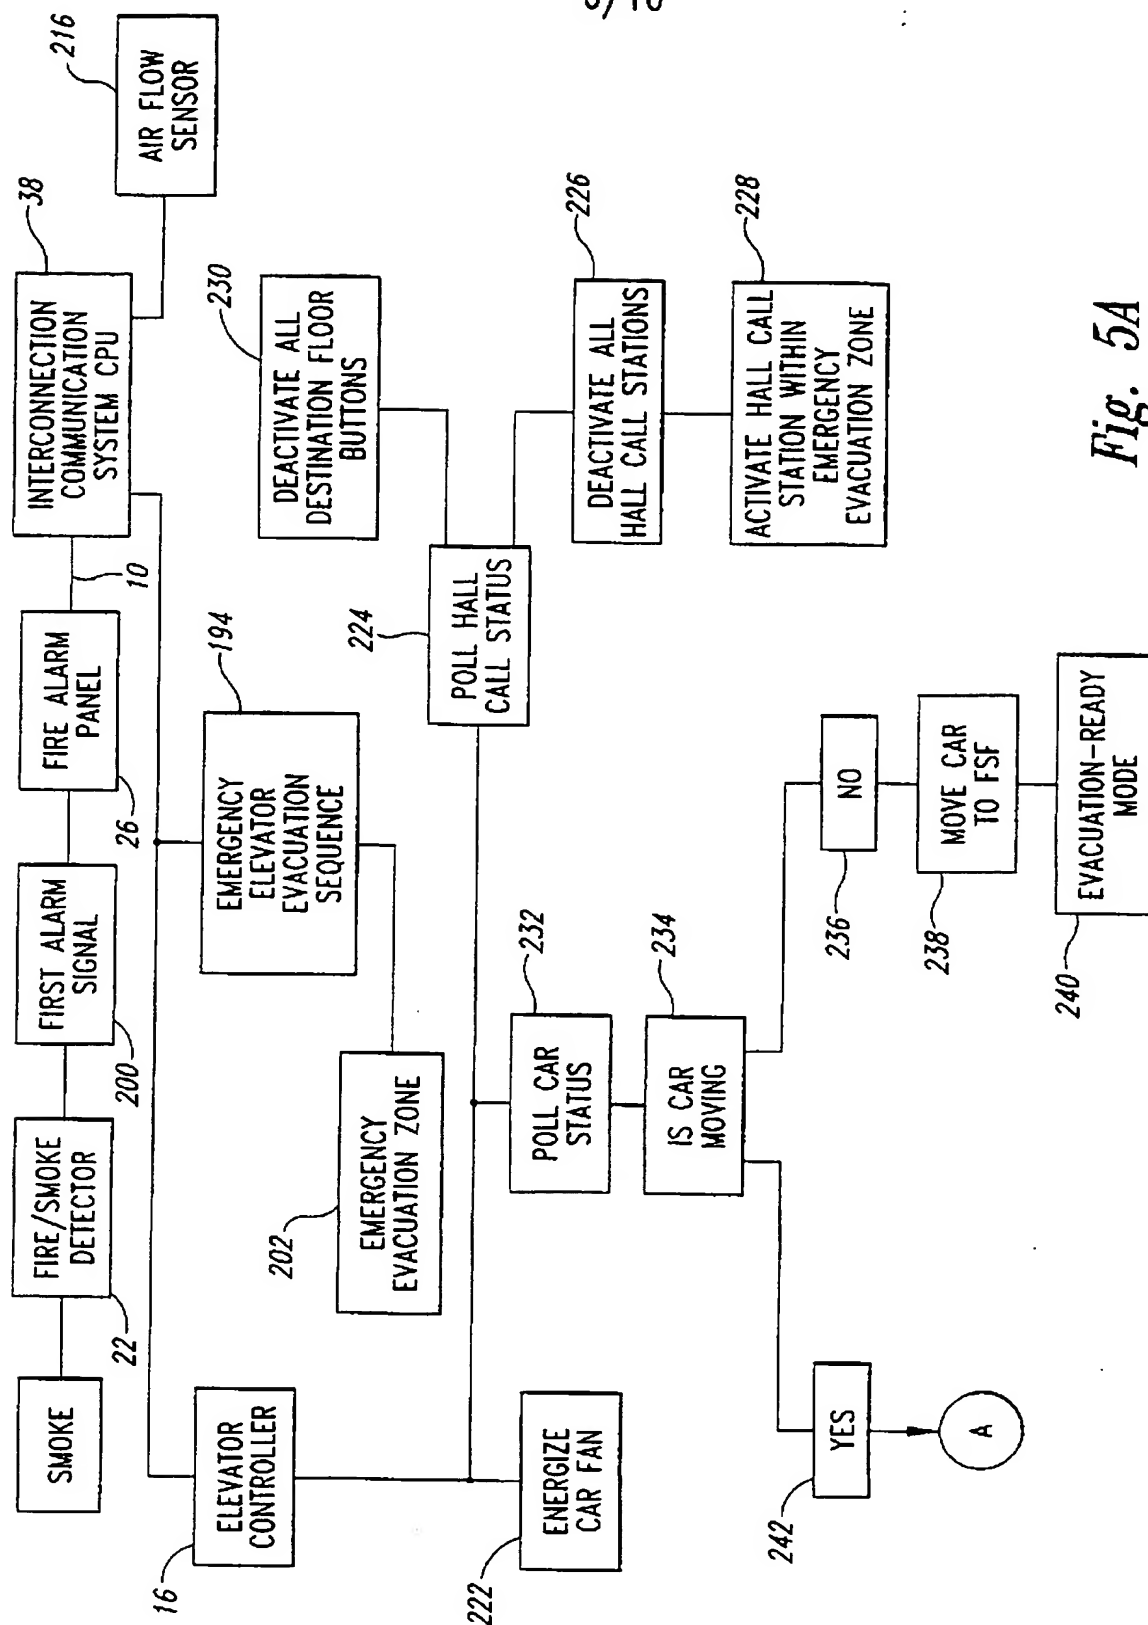 SMOKE
FIRE/SMOKE
DETECTOR
22
FIRST ALARM
SIGNAL
200
FIRE ALARM
PANEL
26
10
INTERCONNECTION
COMMUNICATION
SYSTEM CPU
38
AIR FLOW
SENSOR
216
ELEVATOR
CONTROLLER
16
EMERGENCY
ELEVATOR
EVACUATION
SEQUENCE
194
EMERGENCY
EVACUATION ZONE
202
DEACTIVATE ALL
DESTINATION FLOOR
BUTTONS
230
POLL HALL
CALL STATUS
224
ENERGIZE
CAR FAN
222
POLL CAR
STATUS
232
DEACTIVATE ALL
HALL CALL STATIONS
226
IS CAR
MOVING
234
ACTIVATE HALL CALL
STATION WITHIN
EMERGENCY
EVACUATION ZONE
228
YES
242
A
NO
236
MOVE CAR
TO FSF
238
EVACUATION-READY
MODE
240
Fig. 5A